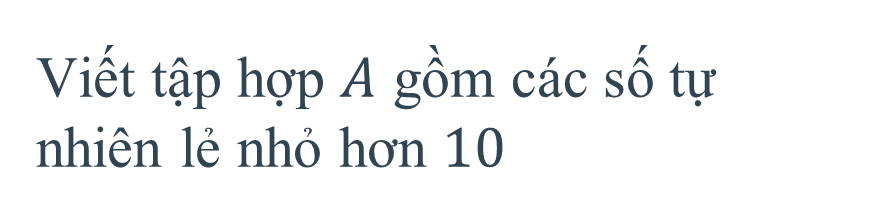 Viết tập hợp A gồm các số tự
nhiên lẻ nhỏ hơn 10